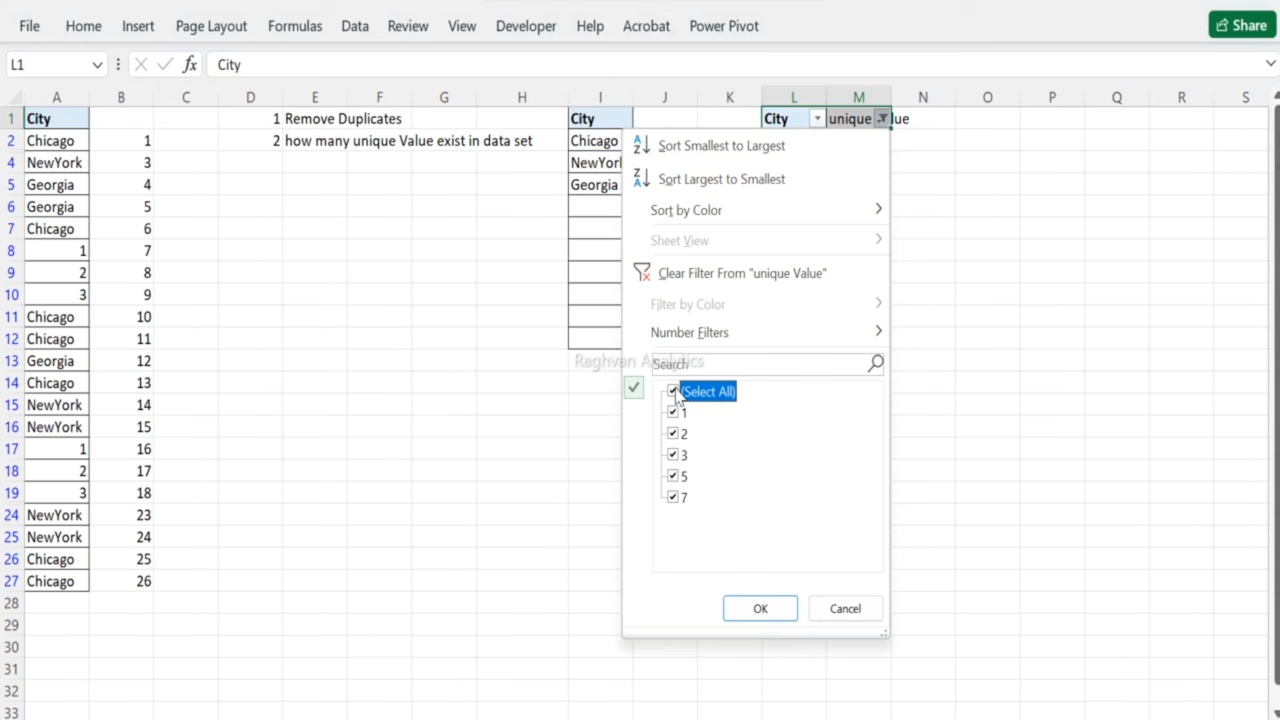 File Home Insert Page Layout Formulas Data Review View Developer Help Acrobat Power Pivot Share
L1 fx City
A B C D E F G H I J K L M N O P Q R S
1 City 1 Remove Duplicates City City unique lue
2 Chicago 1 2 how many unique Value exist in data set Chicago
4 NewYork 3 NewYor
5 Georgia 4 Georgia
6 Georgia 5
7 Chicago 6
8 1 7
9 2 8
10 3 9
11 Chicago 10
12 Chicago 11
13 Georgia 12
14 Chicago 13
15 NewYork 14
16 NewYork 15
17 1 16
18 2 17
19 3 18
24 NewYork 23
25 NewYork 24
26 Chicago 25
27 Chicago 26
28
29
30
31
32
33
Sort Smallest to Largest
Sort Largest to Smallest
Sort by Color
Sheet View
Clear Filter From "unique Value"
Filter by Color
Number Filters
Raghvan Analytics
Search
(Select All)
1
2
3
5
7
OK Cancel